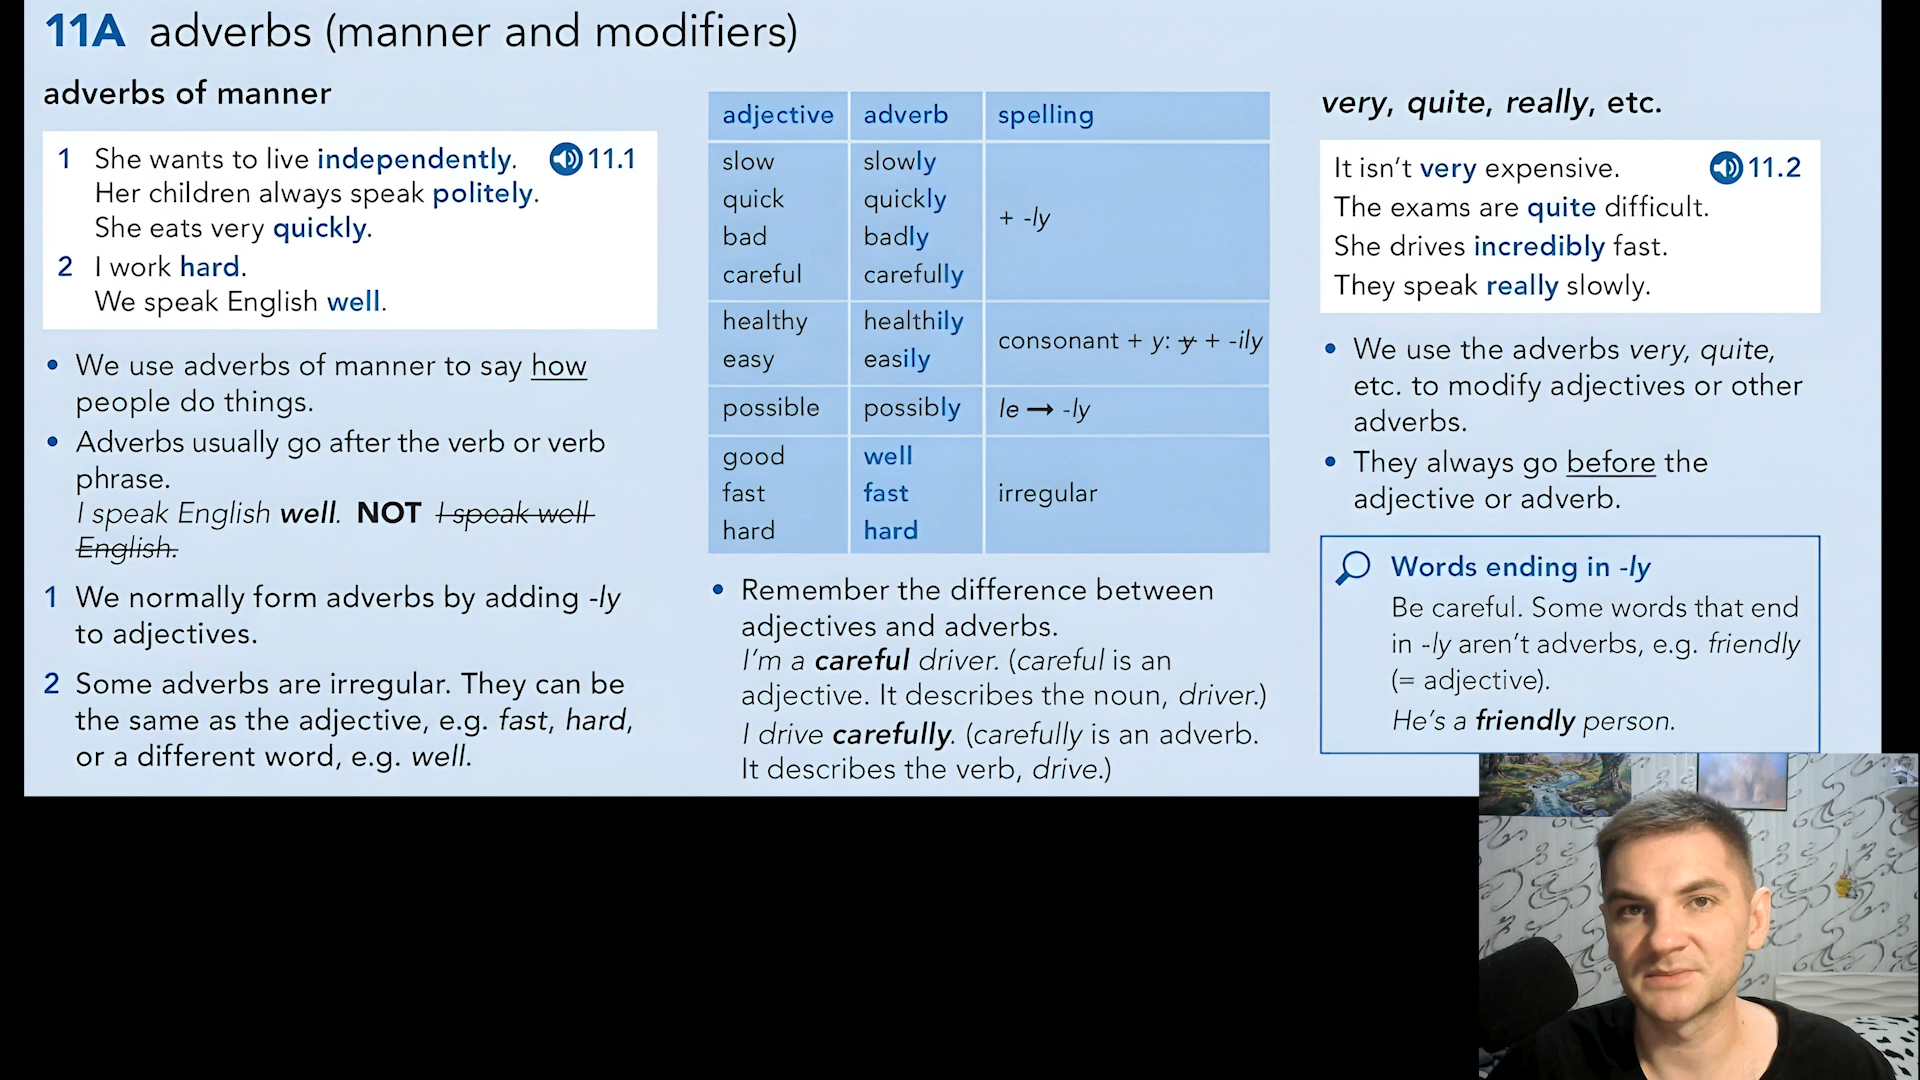 11A adverbs (manner and modifiers)
adverbs of manner
1 She wants to live independently. 11.1
Her children always speak politely.
She eats very quickly.
2 I work hard.
We speak English well.
• We use adverbs of manner to say how
people do things.
• Adverbs usually go after the verb or verb
phrase.
I speak English well. NOT I speak well
English.
1 We normally form adverbs by adding -ly
to adjectives.
2 Some adverbs are irregular. They can be
the same as the adjective, e.g. fast, hard,
or a different word, e.g. well.
adjective adverb spelling
slow slowly
quick quickly
+ -ly
bad badly
careful carefully
healthy healthily
consonant + y: y + -ily
easy easily
possible possibly le → -ly
good well
fast fast irregular
hard hard
• Remember the difference between
adjectives and adverbs.
I'm a careful driver. (careful is an
adjective. It describes the noun, driver.)
I drive carefully. (carefully is an adverb.
It describes the verb, drive.)
very, quite, really, etc.
It isn't very expensive. 11.2
The exams are quite difficult.
She drives incredibly fast.
They speak really slowly.
• We use the adverbs very, quite,
etc. to modify adjectives or other
adverbs.
• They always go before the
adjective or adverb.
Words ending in -ly
Be careful. Some words that end
in -ly aren't adverbs, e.g. friendly
(= adjective).
He's a friendly person.